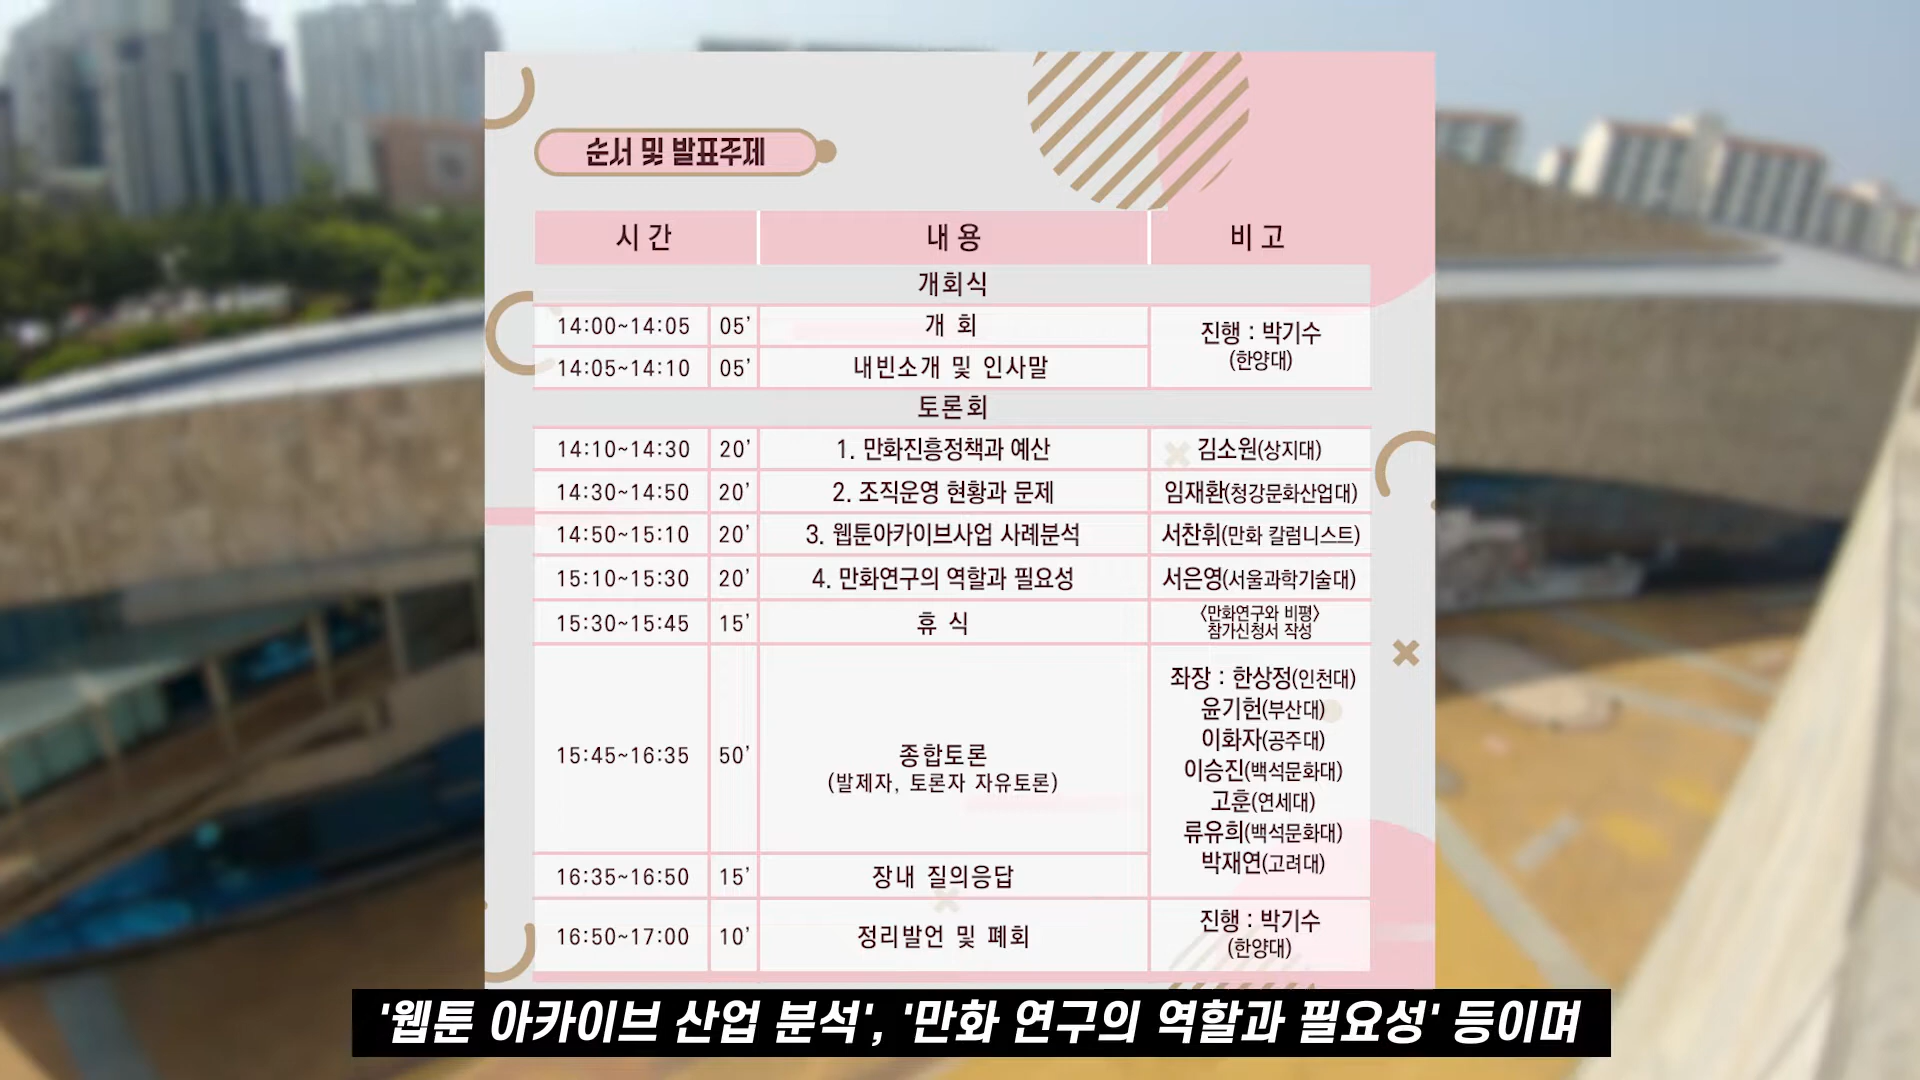 순서 및 발표주제
시간 내용 비고
개회식
14:00~14:05 05' 개 회 진행 : 박기수
(한양대)
14:05~14:10 05' 내빈소개 및 인사말
토론회
14:10~14:30 20' 1. 만화진흥정책과 예산 김소원(상지대)
14:30~14:50 20' 2. 조직운영 현황과 문제 임재환(청강문화산업대)
14:50~15:10 20' 3. 웹툰아카이브사업 사례분석 서찬휘(만화 칼럼니스트)
15:10~15:30 20' 4. 만화연구의 역할과 필요성 서은영(서울과학기술대)
15:30~15:45 15' 휴 식 〈만화연구와 비평〉
참가신청서 작성
15:45~16:35 50' 종합토론
(발제자, 토론자 자유토론)
좌장 : 한상정(인천대)
윤기헌(부산대)
이화자(공주대)
이승진(백석문화대)
고훈(연세대)
류유희(백석문화대)
박재연(고려대)
16:35~16:50 15' 장내 질의응답
16:50~17:00 10' 정리발언 및 폐회 진행 : 박기수
(한양대)
'웹툰 아카이브 산업 분석', '만화 연구의 역할과 필요성' 등이며